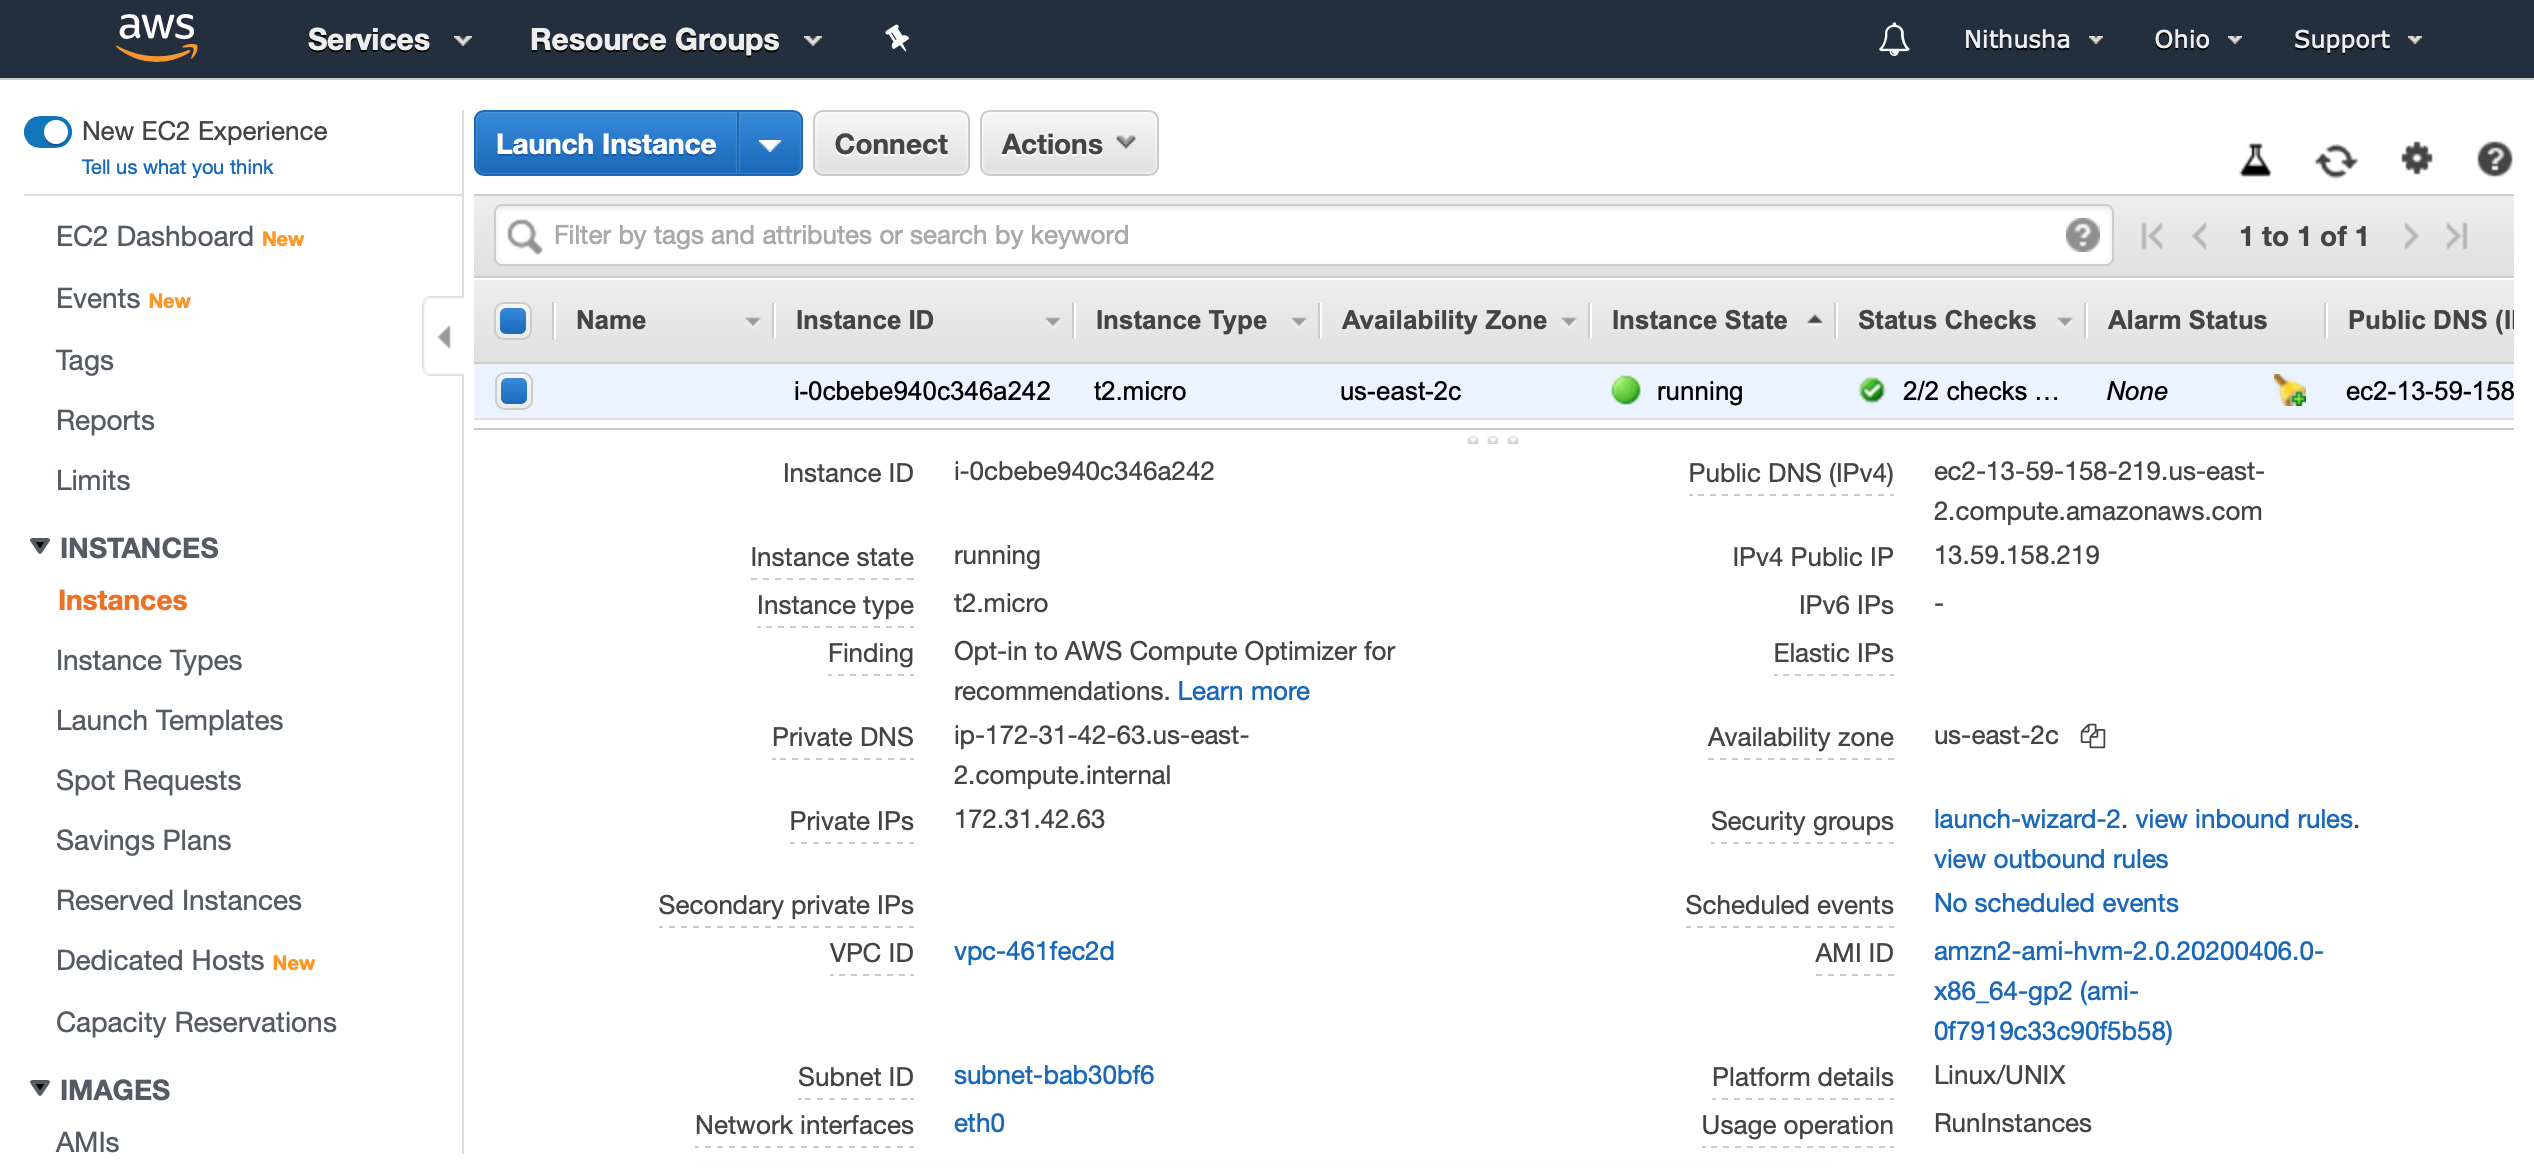 aws
Services
Resource Groups
Nithusha
Ohio
Support
New EC2 Experience
Tell us what you think
EC2 Dashboard New
Events New
Tags
Reports
Limits
INSTANCES
Instances
Instance Types
Launch Templates
Spot Requests
Savings Plans
Reserved Instances
Dedicated Hosts New
Capacity Reservations
IMAGES
AMIs
Launch Instance
Connect
Actions
Filter by tags and attributes or search by keyword
1 to 1 of 1
Name Instance ID Instance Type Availability Zone Instance State Status Checks Alarm Status Public DNS (I
i-0cbebe940c346a242 t2.micro us-east-2c running 2/2 checks ... None ec2-13-59-158
Instance ID i-0cbebe940c346a242
Instance state running
Instance type t2.micro
Finding Opt-in to AWS Compute Optimizer for
recommendations. Learn more
Private DNS ip-172-31-42-63.us-east-
2.compute.internal
Private IPs 172.31.42.63
Secondary private IPs
VPC ID vpc-461fec2d
Subnet ID subnet-bab30bf6
Network interfaces eth0
Public DNS (IPv4) ec2-13-59-158-219.us-east-
2.compute.amazonaws.com
IPv4 Public IP 13.59.158.219
IPv6 IPs -
Elastic IPs
Availability zone us-east-2c
Security groups launch-wizard-2. view inbound rules.
view outbound rules
Scheduled events No scheduled events
AMI ID amzn2-ami-hvm-2.0.20200406.0-
x86_64-gp2 (ami-
0f7919c33c90f5b58)
Platform details Linux/UNIX
Usage operation RunInstances